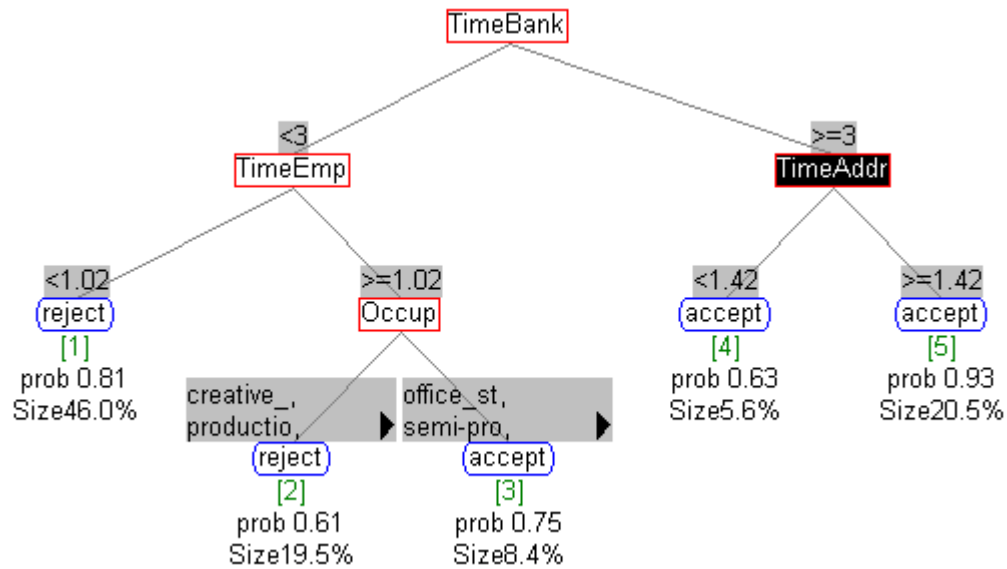 TimeBank
<3
>=3
TimeEmp
TimeAddr
<1.02
>=1.02
<1.42
>=1.42
reject
Occup
accept
accept
[1]
[4]
[5]
prob 0.81
prob 0.63
prob 0.93
Size46.0%
Size5.6%
Size20.5%
creative_,
productio,
office_st,
semi-pro,
reject
accept
[2]
[3]
prob 0.61
prob 0.75
Size19.5%
Size8.4%